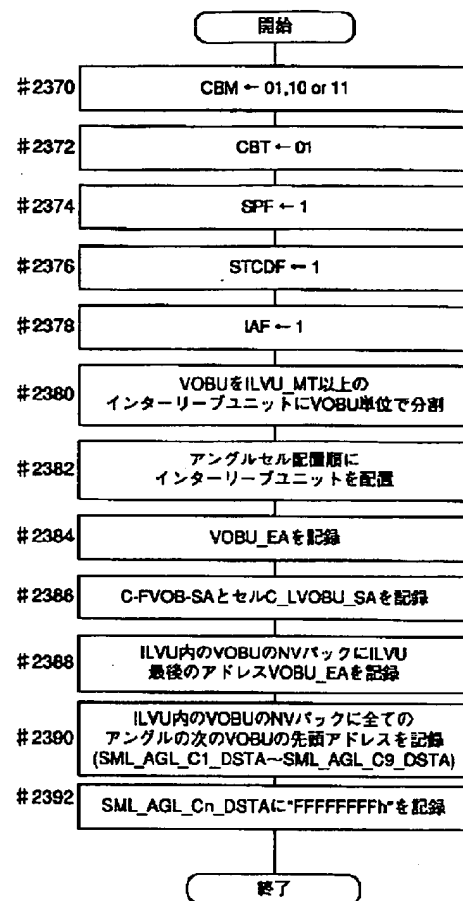 開始
#2370
CBM ← 01,10 or 11
#2372
CBT ← 01
#2374
SPF ← 1
#2376
STCDF ← 1
#2378
IAF ← 1
#2380
VOBUをILVU_MT以上の
インターリーブユニットにVOBU単位で分割
#2382
アングルセル配置順に
インターリーブユニットを配置
#2384
VOBU_EAを記録
#2386
C-FVOB-SAとセルC_LVOBU_SAを記録
#2388
ILVU内のVOBUのNVパックにILVU
最後のアドレスVOBU_EAを記録
#2390
ILVU内のVOBUのNVパックに全ての
アングルの次のVOBUの先頭アドレスを記録
(SML_AGL_C1_DSTA〜SML_AGL_C9_DSTA)
#2392
SML_AGL_Cn_DSTAに"FFFFFFFFh"を記録
終了